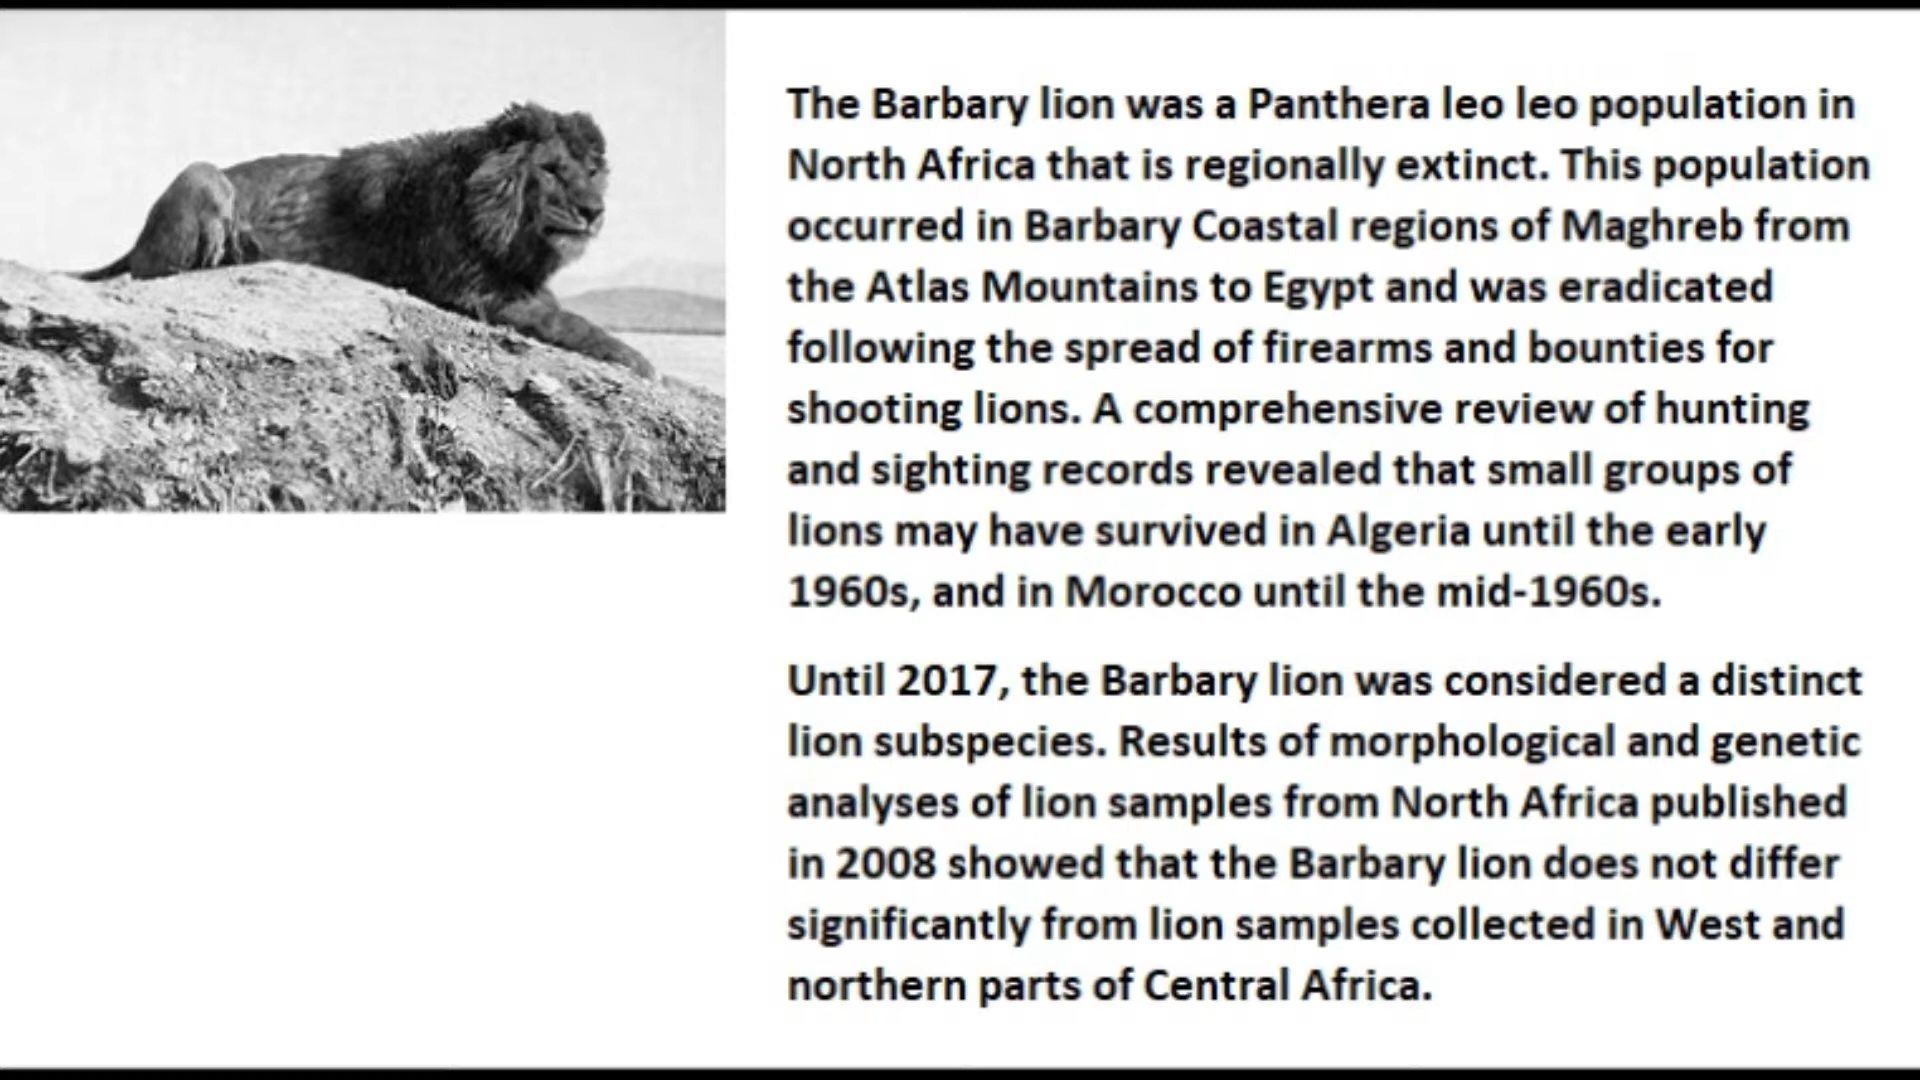 The Barbary lion was a Panthera leo leo population in
North Africa that is regionally extinct. This population
occurred in Barbary Coastal regions of Maghreb from
the Atlas Mountains to Egypt and was eradicated
following the spread of firearms and bounties for
shooting lions. A comprehensive review of hunting
and sighting records revealed that small groups of
lions may have survived in Algeria until the early
1960s, and in Morocco until the mid-1960s.
Until 2017, the Barbary lion was considered a distinct
lion subspecies. Results of morphological and genetic
analyses of lion samples from North Africa published
in 2008 showed that the Barbary lion does not differ
significantly from lion samples collected in West and
northern parts of Central Africa.